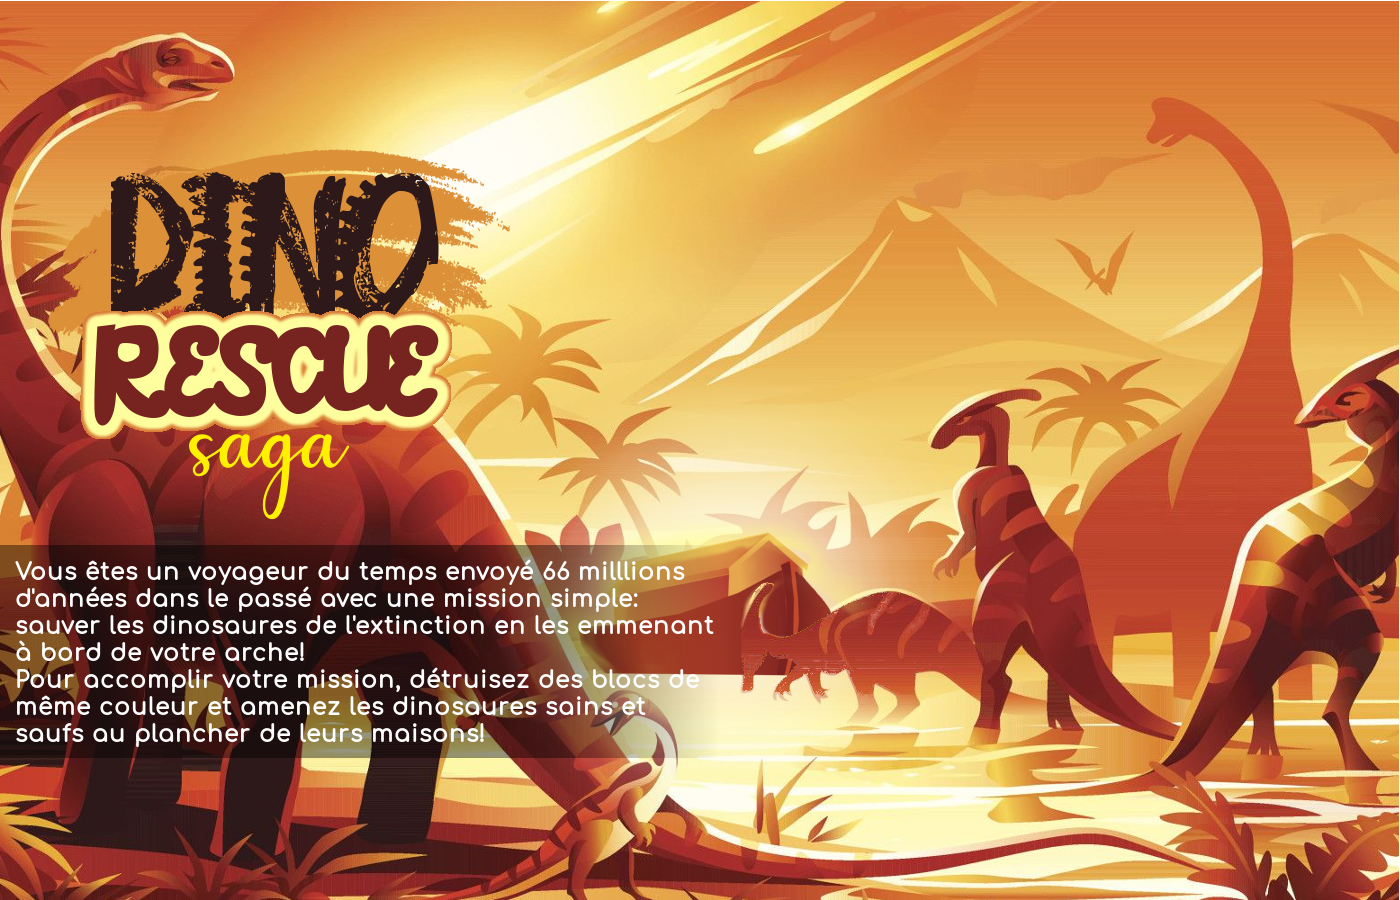 DINO
RESCUE
saga
Vous êtes un voyageur du temps envoyé 66 milllions
d'années dans le passé avec une mission simple:
sauver les dinosaures de l'extinction en les emmenant
à bord de votre arche!
Pour accomplir votre mission, détruisez des blocs de
même couleur et amenez les dinosaures sains et
saufs au plancher de leurs maisons!